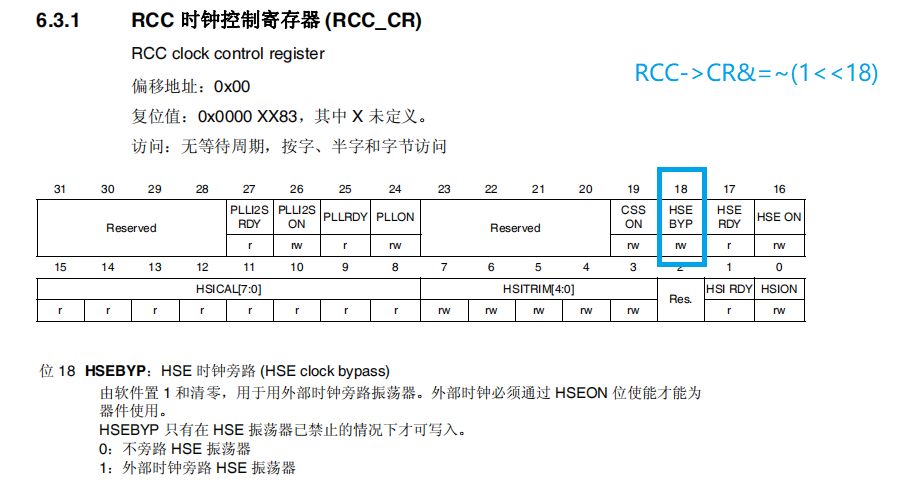 6.3.1 RCC 时钟控制寄存器 (RCC_CR)
RCC clock control register
RCC->CR&=~(1<<18)
偏移地址：0x00
复位值：0x0000 XX83，其中 X 未定义。
访问：无等待周期，按字、半字和字节访问
31 30 29 28 27 26 25 24 23 22 21 20 19 18 17 16
Reserved PLLI2S RDY PLLI2S ON PLLRDY PLLON Reserved CSS ON HSE BYP HSE RDY HSE ON
r rw r rw rw rw r rw
15 14 13 12 11 10 9 8 7 6 5 4 3 2 1 0
HSICAL[7:0] HSITRIM[4:0] Res. HSI RDY HSION
r r r r r r r r rw rw rw rw rw r rw
位 18 HSEBYP：HSE 时钟旁路 (HSE clock bypass)
由软件置 1 和清零，用于用外部时钟旁路振荡器。外部时钟必须通过 HSEON 位使能才能为
器件使用。
HSEBYP 只有在 HSE 振荡器已禁止的情况下才可写入。
0：不旁路 HSE 振荡器
1：外部时钟旁路 HSE 振荡器